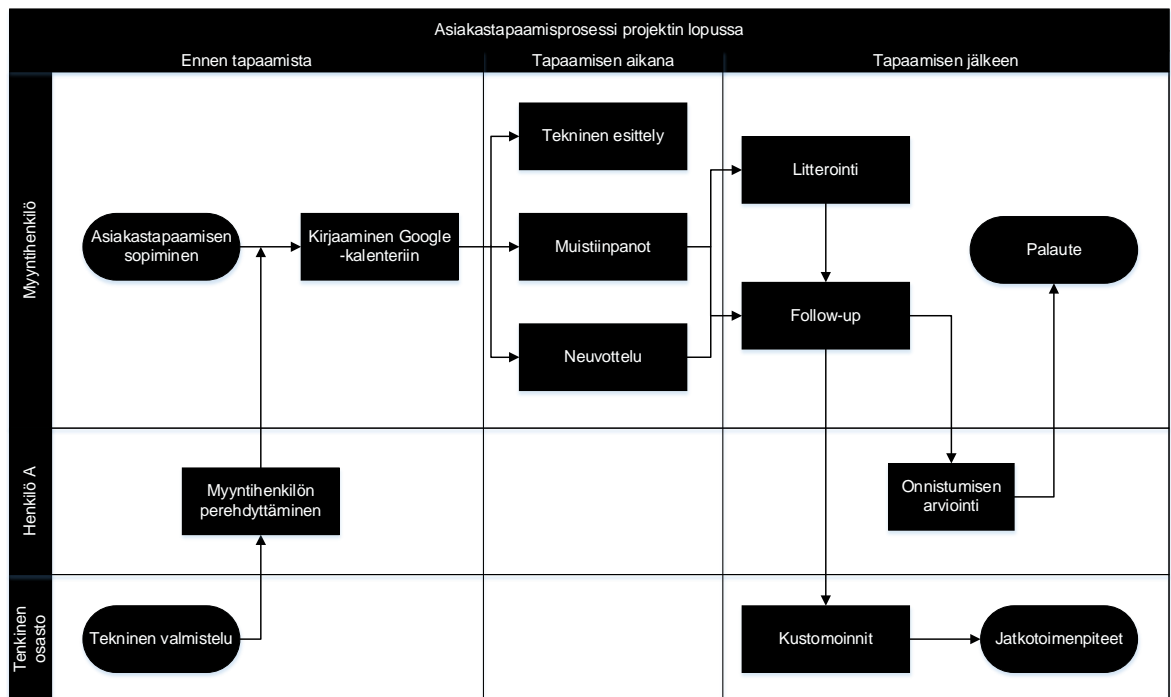 Asiakastapaamisprosessi projektin lopussa
Ennen tapaamista
Tapaamisen aikana
Tapaamisen jälkeen
Myyntihenkilö
Asiakastapaamisen
sopiminen
Kirjaaminen Google
-kalenteriin
Tekninen esittely
Muistiinpanot
Neuvottelu
Litterointi
Follow-up
Palaute
Henkilö A
Myyntihenkilön
perehdyttäminen
Onnistumisen
arviointi
Tenkinen
osasto
Tekninen valmistelu
Kustomoinnit
Jatkotoimenpiteet